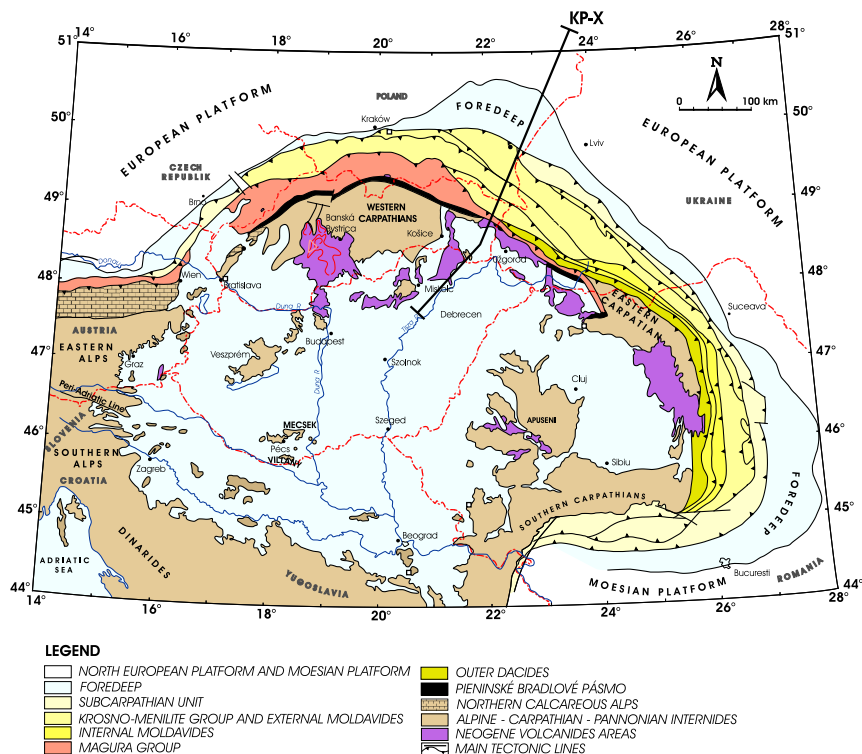 KP-X
14°
16°
18°
20°
22°
24°
26°
28°
51°
51°
N
0
100 km
50°
50°
49°
49°
48°
48°
47°
47°
46°
46°
45°
45°
44°
44°
14°
16°
18°
20°
22°
24°
26°
28°
EUROPEAN PLATFORM
POLAND
FOREDEEP
Kraków
Lviv
EUROPEAN PLATFORM
CZECH
REPUBLIK
UKRAINE
Brno
WESTERN
CARPATHIANS
Banská
Bystrica
Košice
Užgorod
Wien
Bratislava
Duna R.
Miskolc
Debrecen
EASTERN
CARPATIAN
Suceava
AUSTRIA
EASTERN
ALPS
Graz
Veszprém
Budapest
Duna R.
Szolnok
Cluj
Peri-Adriatic Line
SLOVENIA
SOUTHERN
ALPS
MECSEK
Pécs
VILLÁNY
Szeged
APUSENI
Zagreb
CROATIA
Sibiu
SOUTHERN CARPATHIANS
FOREDEEP
DINARIDES
Beograd
ADRIATIC
SEA
YUGOSLAVIA
MOESIAN PLATFORM
Bucuresti
ROMANIA
LEGEND
NORTH EUROPEAN PLATFORM AND MOESIAN PLATFORM
FOREDEEP
SUBCARPATHIAN UNIT
KROSNO-MENILITE GROUP AND EXTERNAL MOLDAVIDES
INTERNAL MOLDAVIDES
MAGURA GROUP
OUTER DACIDES
PIENINSKÉ BRADLOVÉ PÁSMO
NORTHERN CALCAREOUS ALPS
ALPINE - CARPATHIAN - PANNONIAN INTERNIDES
NEOGENE VOLCANIDES AREAS
MAIN TECTONIC LINES